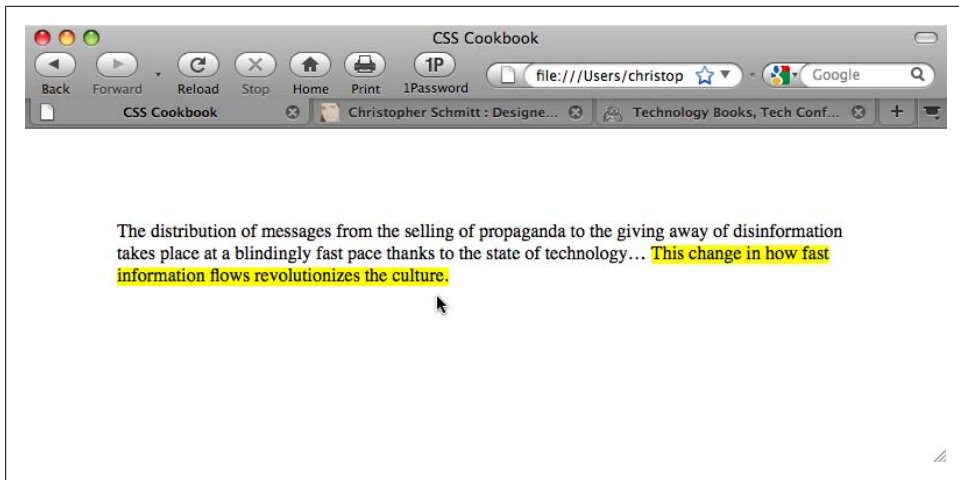 CSS Cookbook
1P
file:///Users/christop
Google
Back Forward Reload Stop Home Print 1Password
CSS Cookbook Christopher Schmitt : Designe... Technology Books, Tech Conf...
The distribution of messages from the selling of propaganda to the giving away of disinformation
takes place at a blindingly fast pace thanks to the state of technology… This change in how fast
information flows revolutionizes the culture.